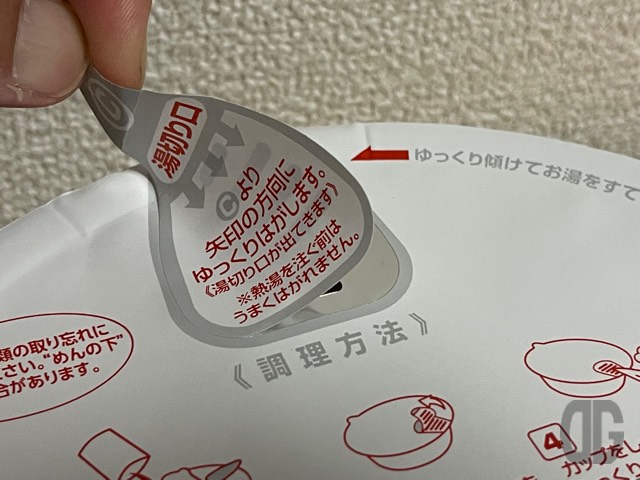 Ⓒ
湯切り口
ゆっくり傾けてお湯をすて
Ⓒより
矢印の方向に
ゆっくりはがします。
《湯切り口が出てきます》
※熱湯を注ぐ前は
うまくはがれません。
《調理方法》
類の取り忘れに
さい。“めんの下”
合があります。
4
カップをし
DG